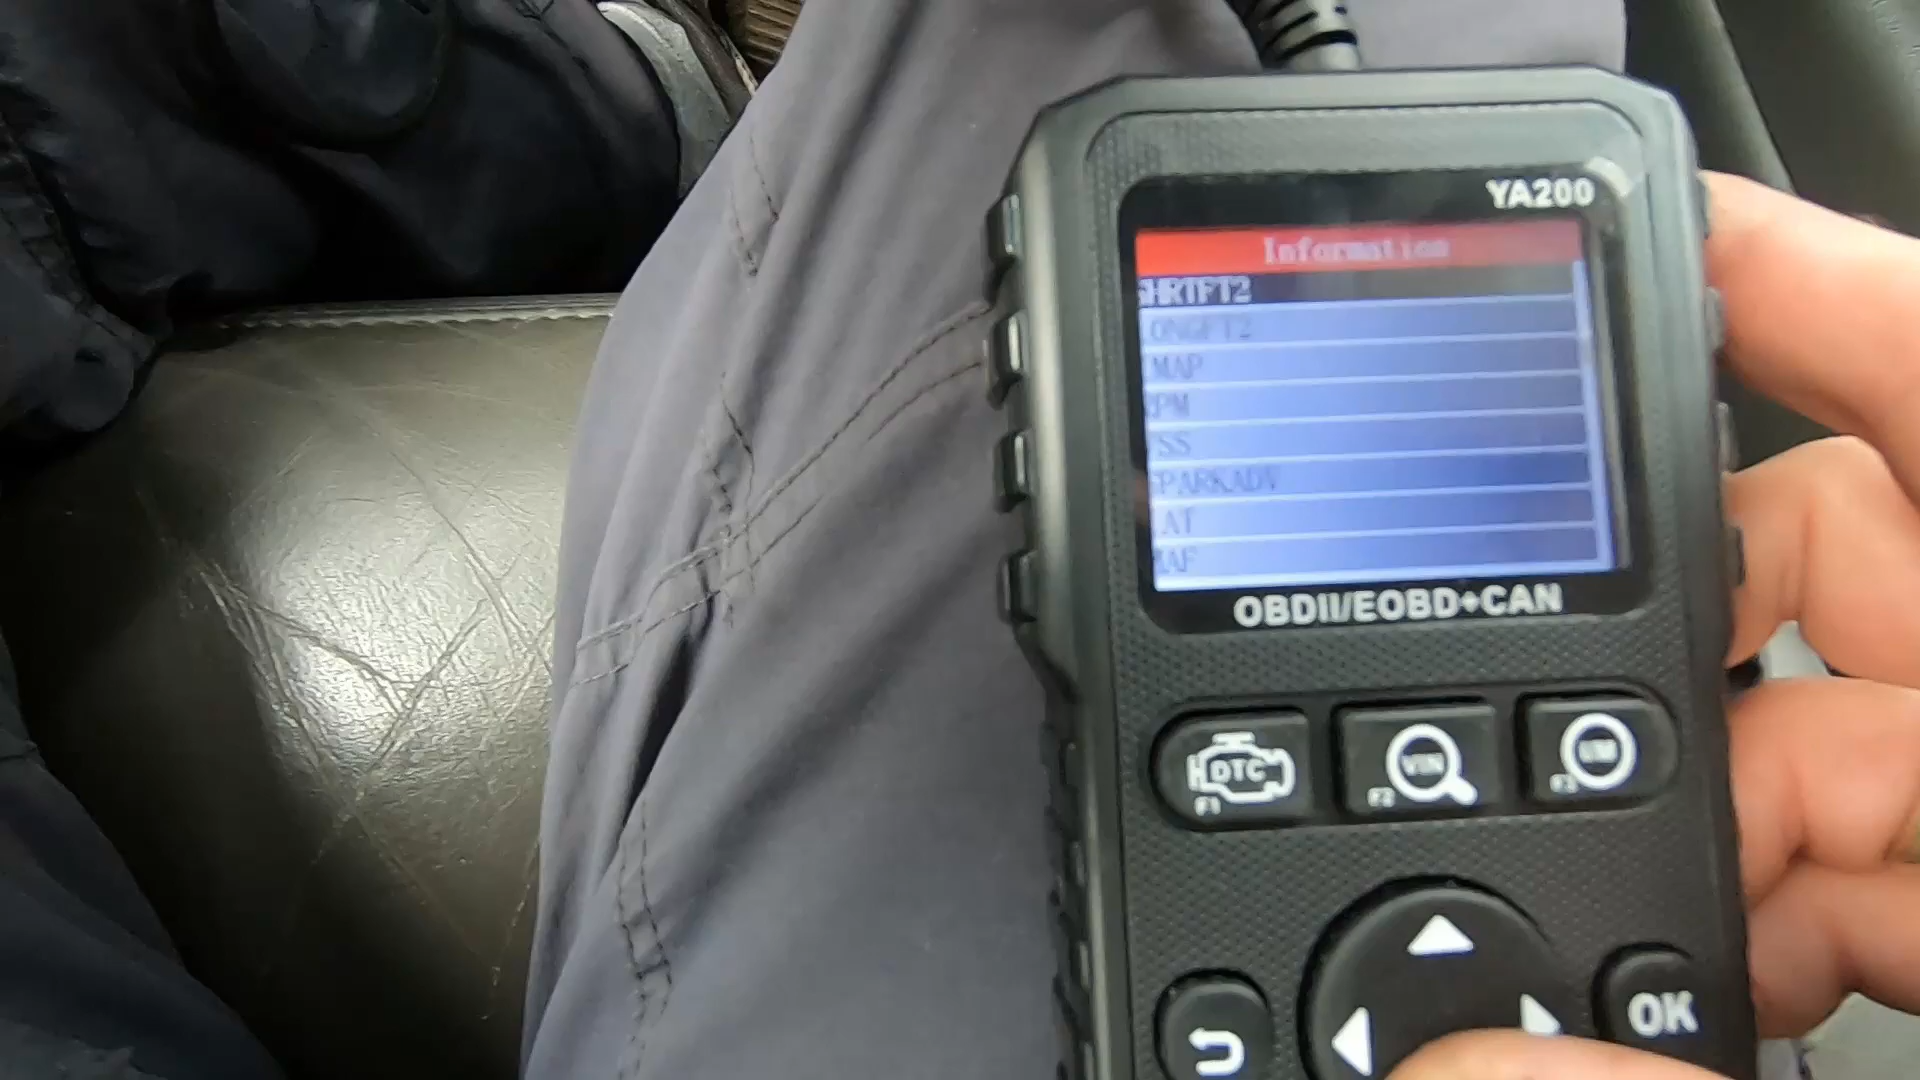 YA200
Information
SHRTFT2
LONGFT2
MAP
RPM
VSS
SPARKADV
IAT
MAF
OBDII/EOBD+CAN
DTC
VIN
I/M
F1
F2
F3
OK